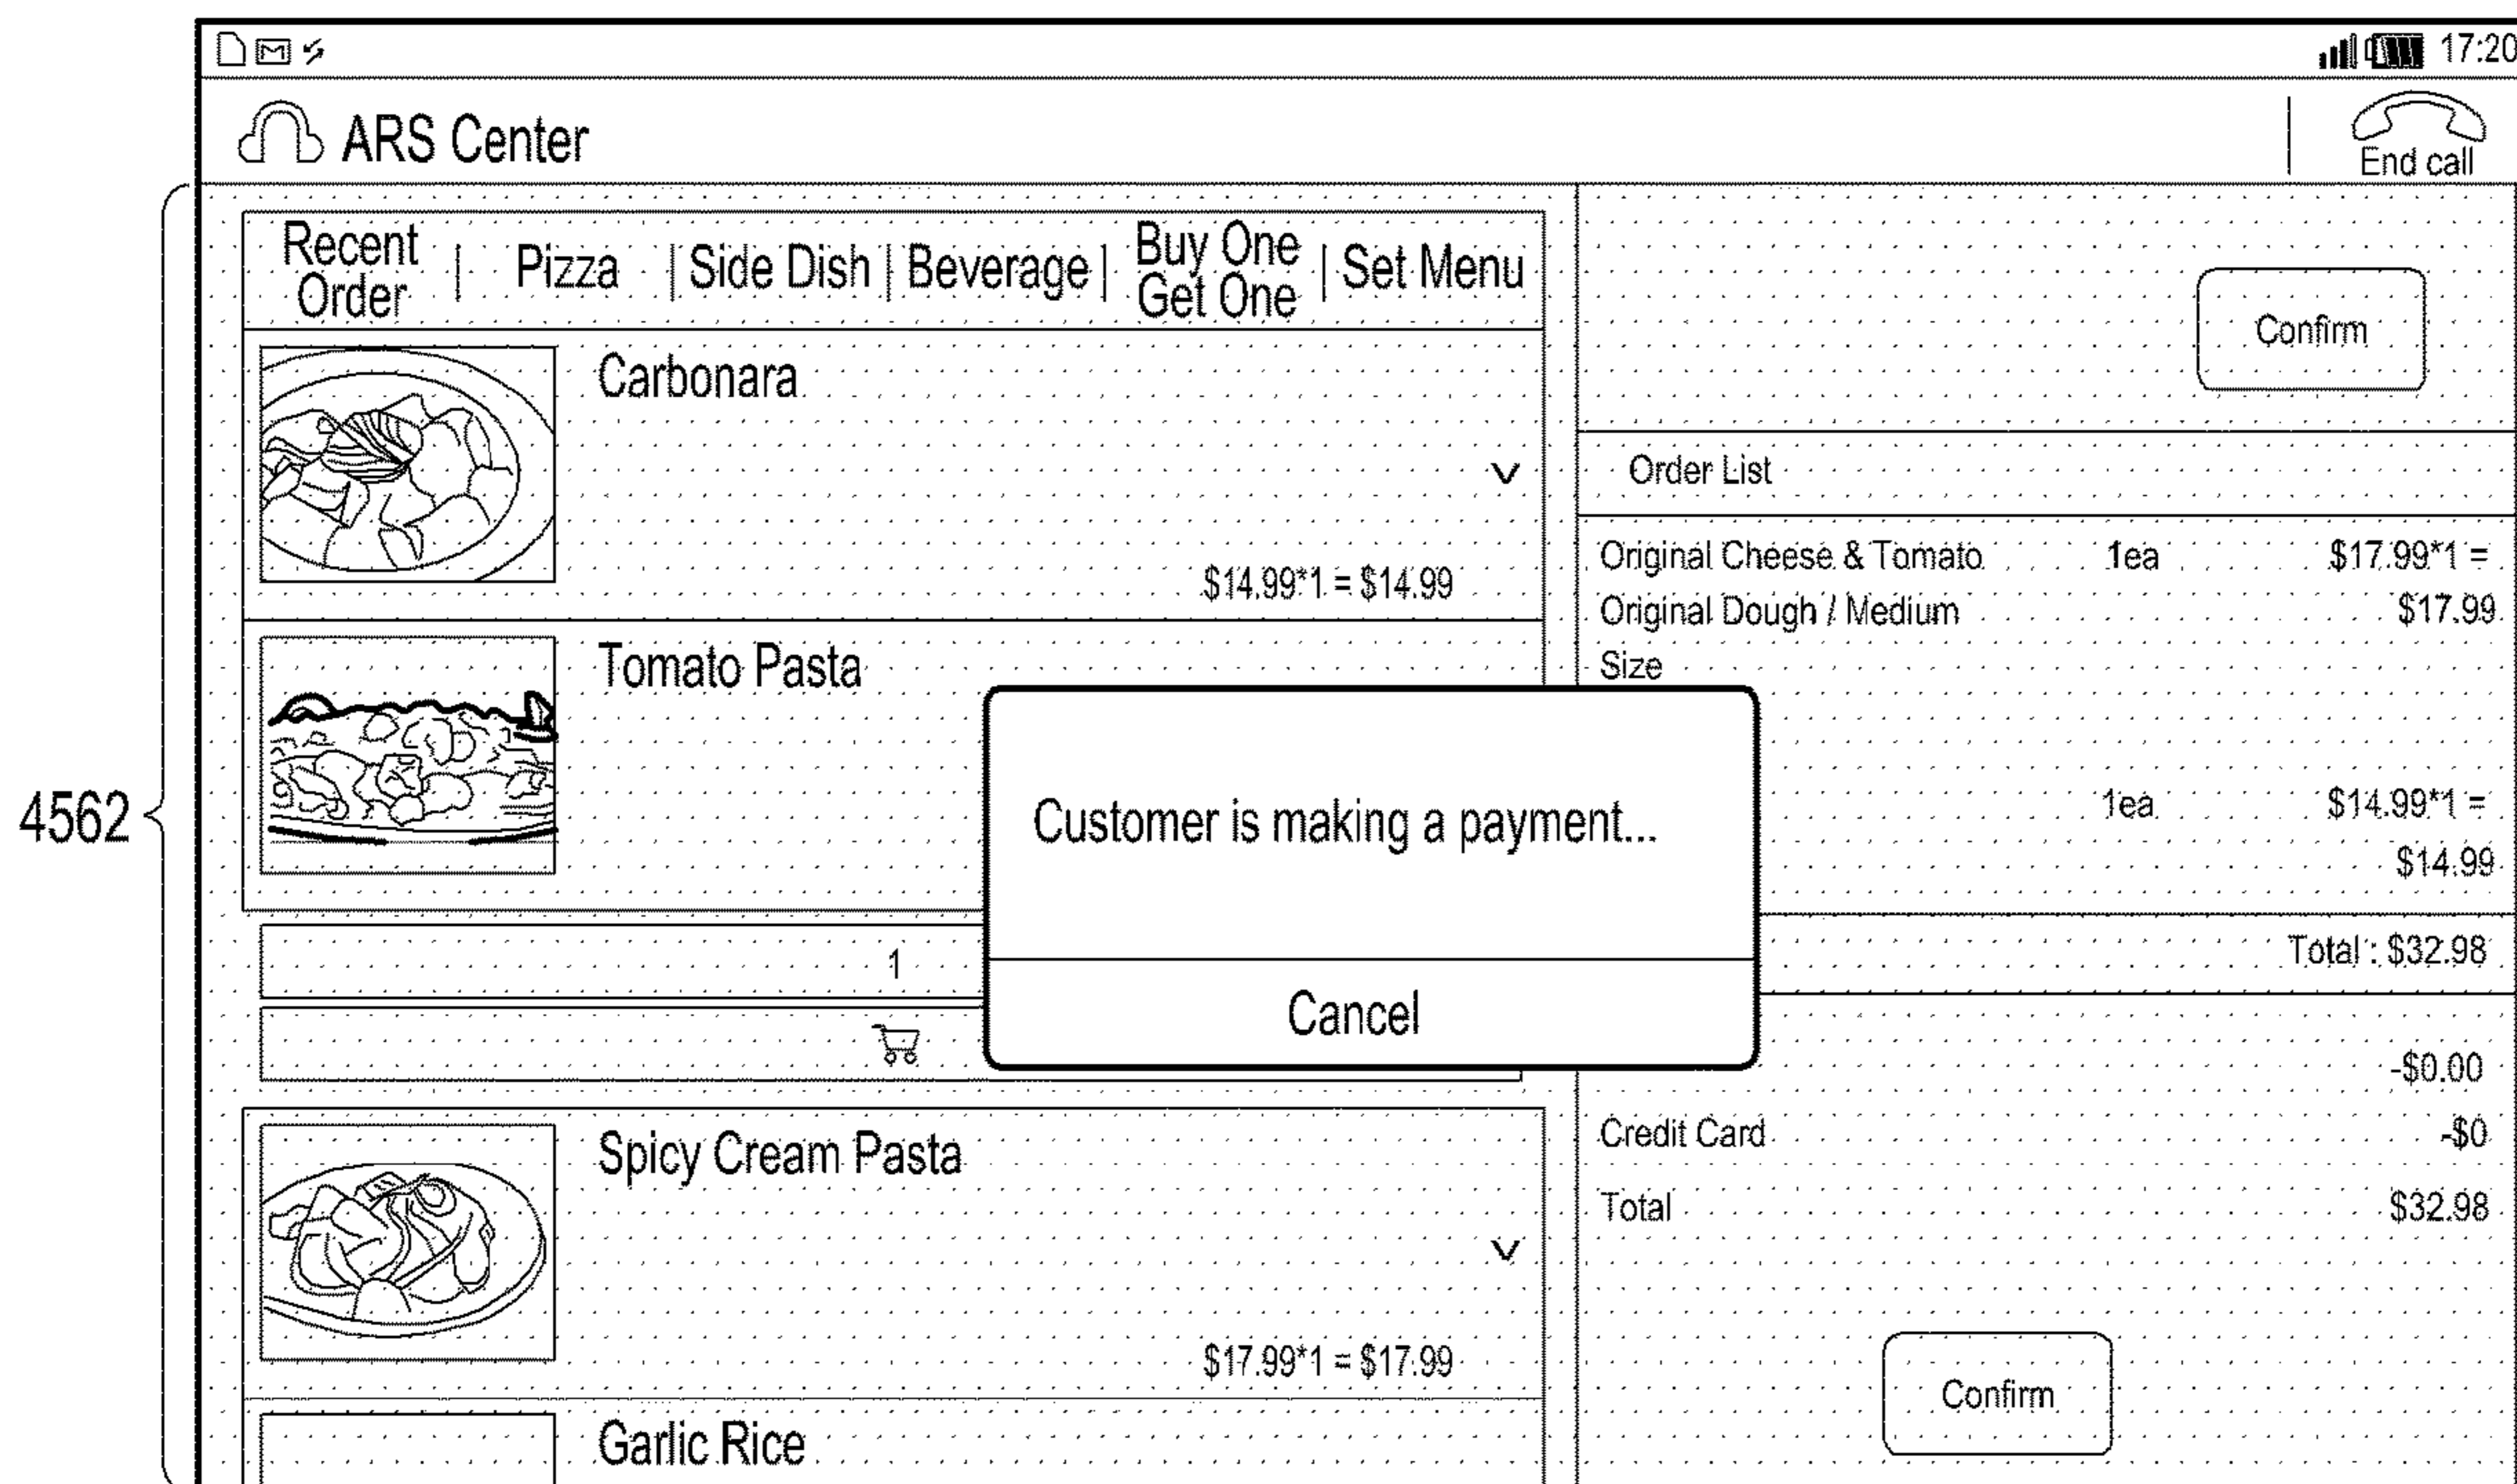 17:20
ARS Center
End call
Recent Order | Pizza | Side Dish | Beverage | Buy One Get One | Set Menu
Carbonara
$14.99*1 = $14.99
Tomato Pasta
1
Spicy Cream Pasta
$17.99*1 = $17.99
Garlic Rice
Customer is making a payment...
Cancel
Confirm
Order List
Original Cheese & Tomato 1ea $17.99*1 =
Original Dough / Medium $17.99
Size
1ea $14.99*1 =
$14.99
Total : $32.98
-$0.00
Credit Card -$0
Total $32.98
Confirm
4562